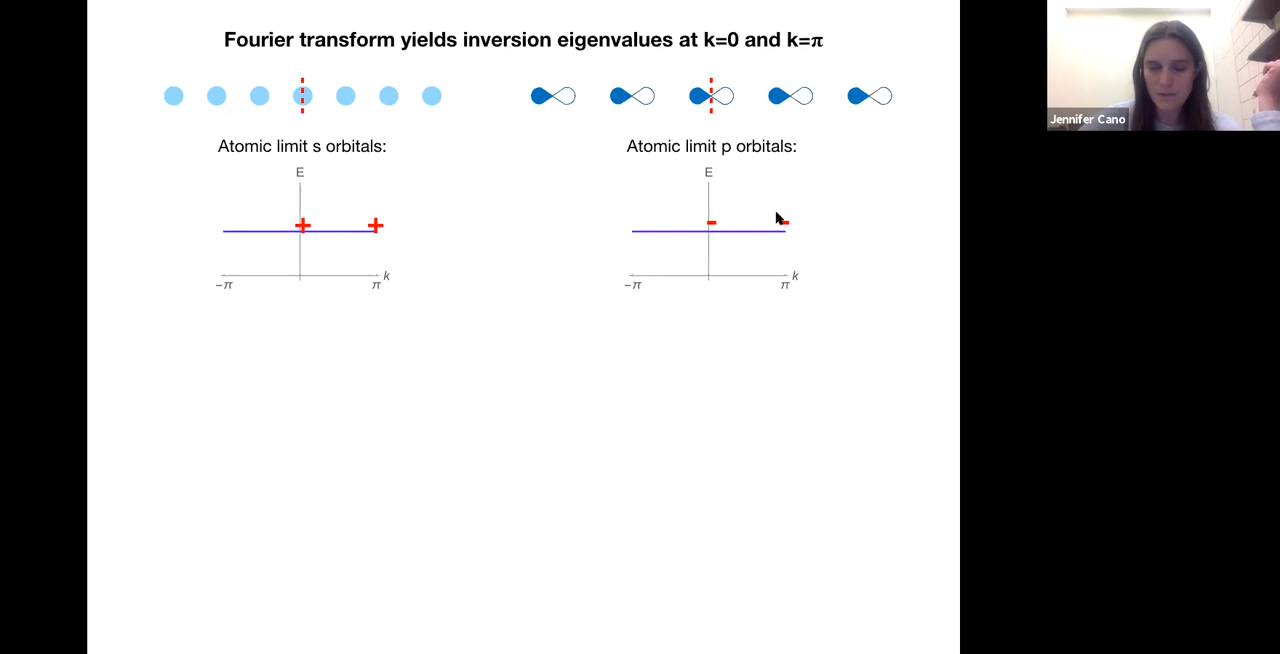 Fourier transform yields inversion eigenvalues at k=0 and k=π
Jennifer Cano
Atomic limit s orbitals:
E
+ +
k
−π π
Atomic limit p orbitals:
E
- -
k
−π π